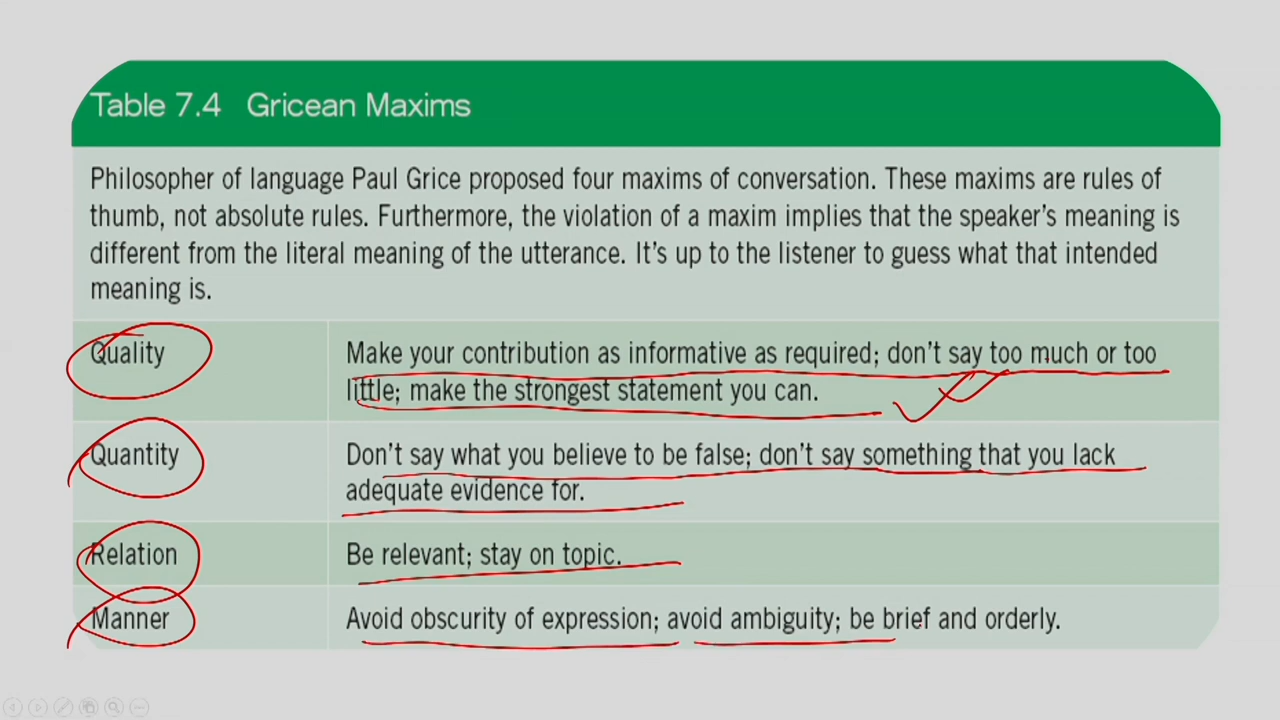 Table 7.4 Gricean Maxims
Philosopher of language Paul Grice proposed four maxims of conversation. These maxims are rules of
thumb, not absolute rules. Furthermore, the violation of a maxim implies that the speaker's meaning is
different from the literal meaning of the utterance. It's up to the listener to guess what that intended
meaning is.
Quality
Make your contribution as informative as required; don't say too much or too
little; make the strongest statement you can.
Quantity
Don't say what you believe to be false; don't say something that you lack
adequate evidence for.
Relation
Be relevant; stay on topic.
Manner
Avoid obscurity of expression; avoid ambiguity; be brief and orderly.